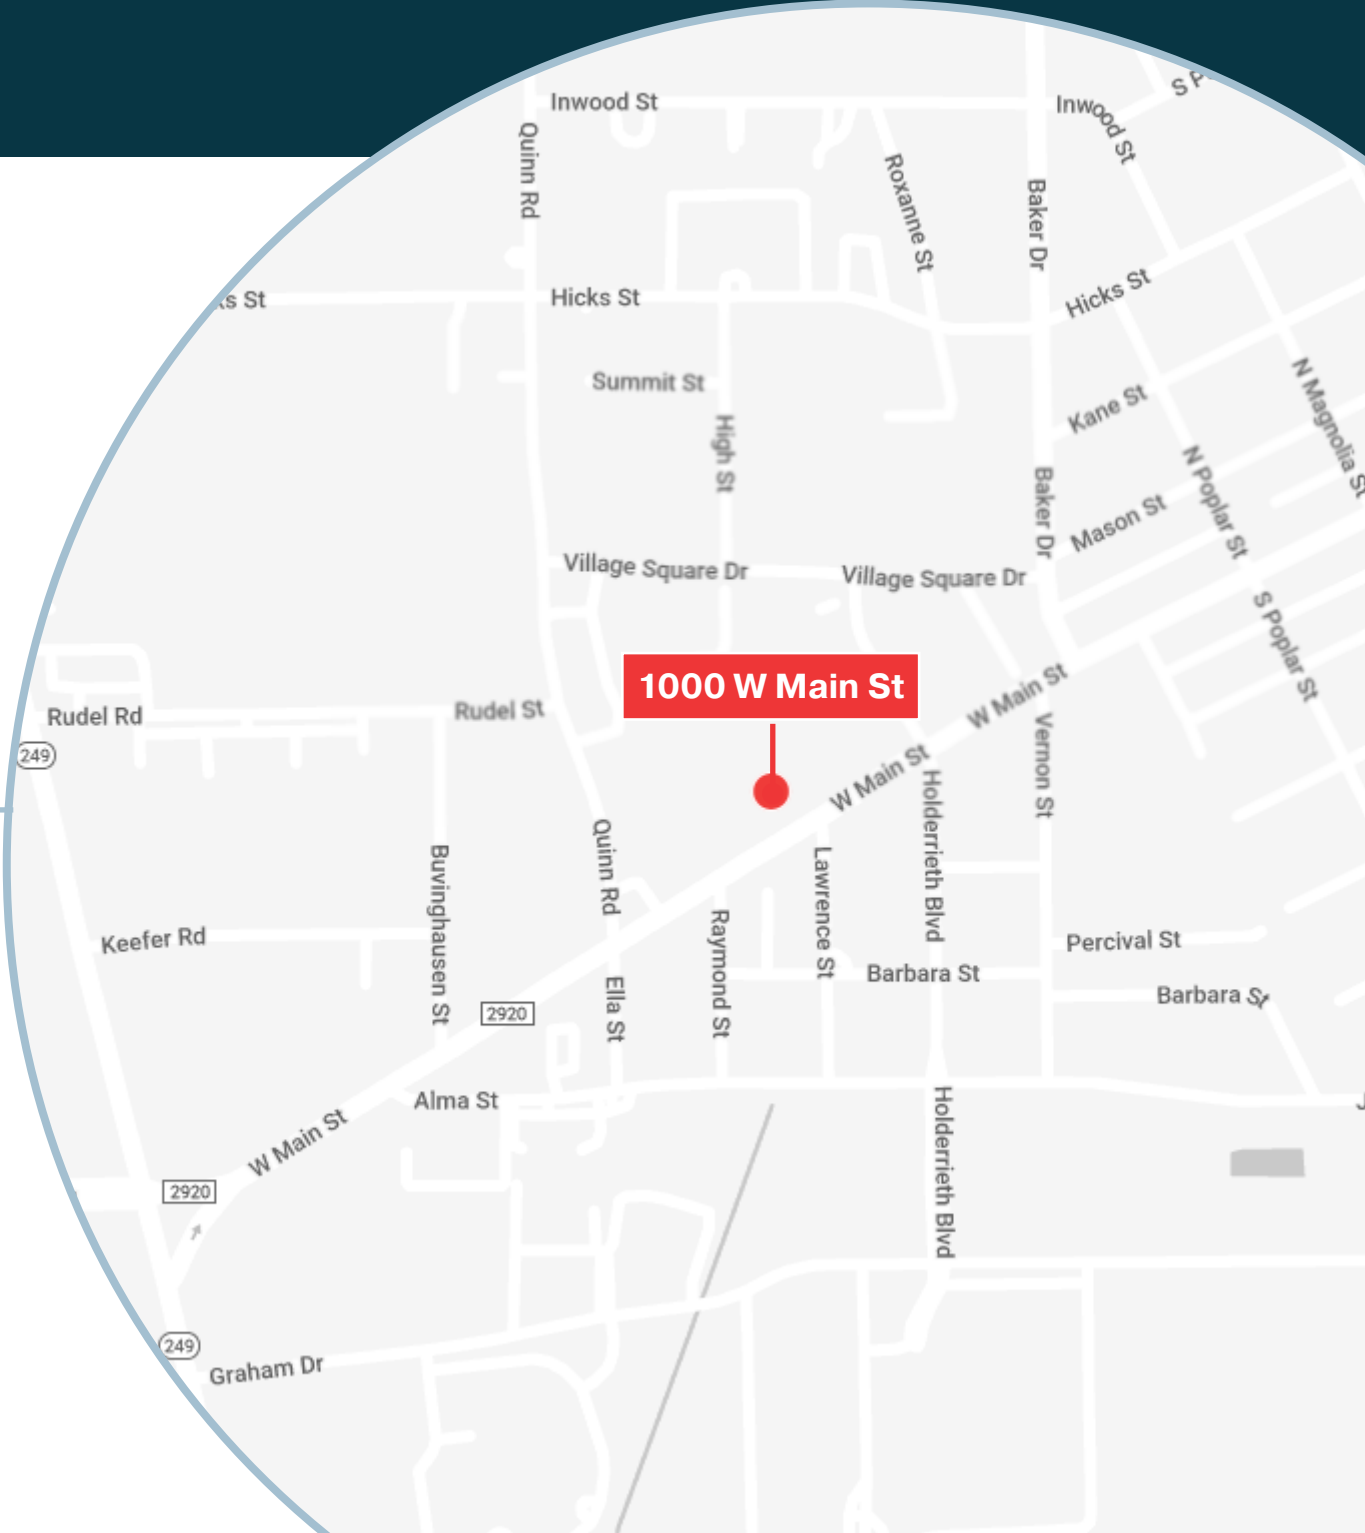 S P
Inwood St
Inwood St
Quinn Rd
Roxanne St
Baker Dr
Hicks St
Hicks St
Summit St
N Magnolia St
Kane St
High St
N Poplar St
Baker Dr
Mason St
Village Square Dr
Village Square Dr
S Poplar St
1000 W Main St
W Main St
Rudel Rd
Rudel St
249
Vernon St
W Main St
Holderrieth Blvd
Quinn Rd
Buvinghausen St
Lawrence St
Raymond St
Keefer Rd
Percival St
Barbara St
Barbara St
Ella St
2920
Alma St
W Main St
Holderrieth Blvd
2920
249
Graham Dr